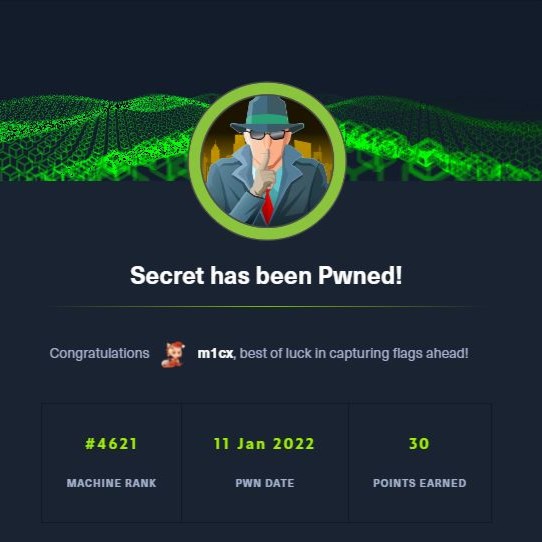 Secret has been Pwned!
Congratulations m1cx, best of luck in capturing flags ahead!
#4621 11 Jan 2022 30
MACHINE RANK PWN DATE POINTS EARNED